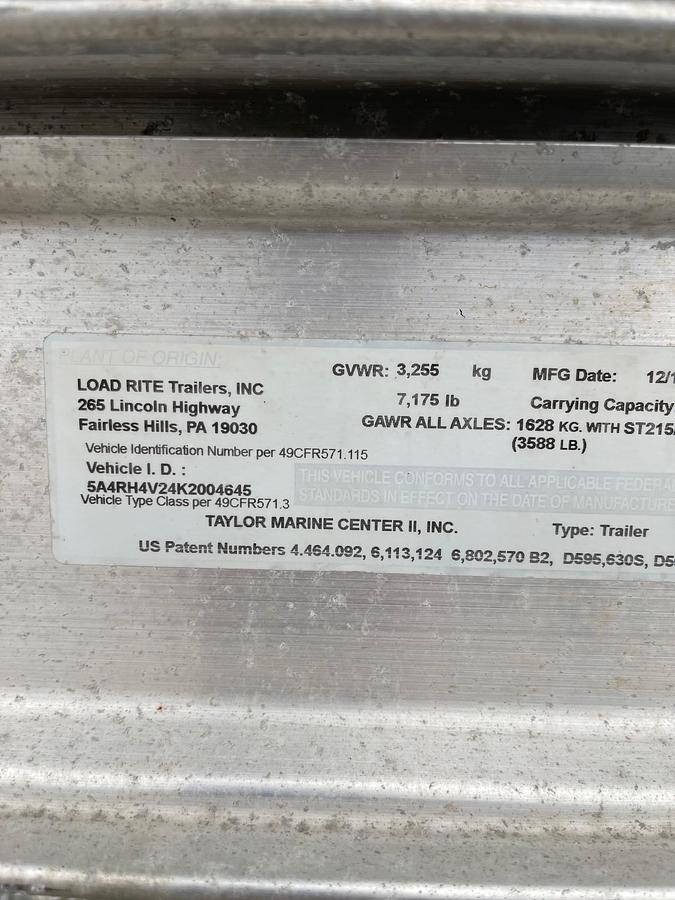 PLANT OF ORIGIN:
LOAD RITE Trailers, INC
265 Lincoln Highway
Fairless Hills, PA 19030
GVWR: 3,255 kg MFG Date: 12/1
7,175 lb Carrying Capacity
GAWR ALL AXLES: 1628 KG. WITH ST215/
(3588 LB.)
Vehicle Identification Number per 49CFR571.115
Vehicle I. D. :
5A4RH4V24K2004645
Vehicle Type Class per 49CFR571.3
THIS VEHICLE CONFORMS TO ALL APPLICABLE FEDERA
STANDARDS IN EFFECT ON THE DATE OF MANUFACTURE
TAYLOR MARINE CENTER II, INC. Type: Trailer
US Patent Numbers 4.464.092, 6,113,124 6,802,570 B2, D595,630S, D5